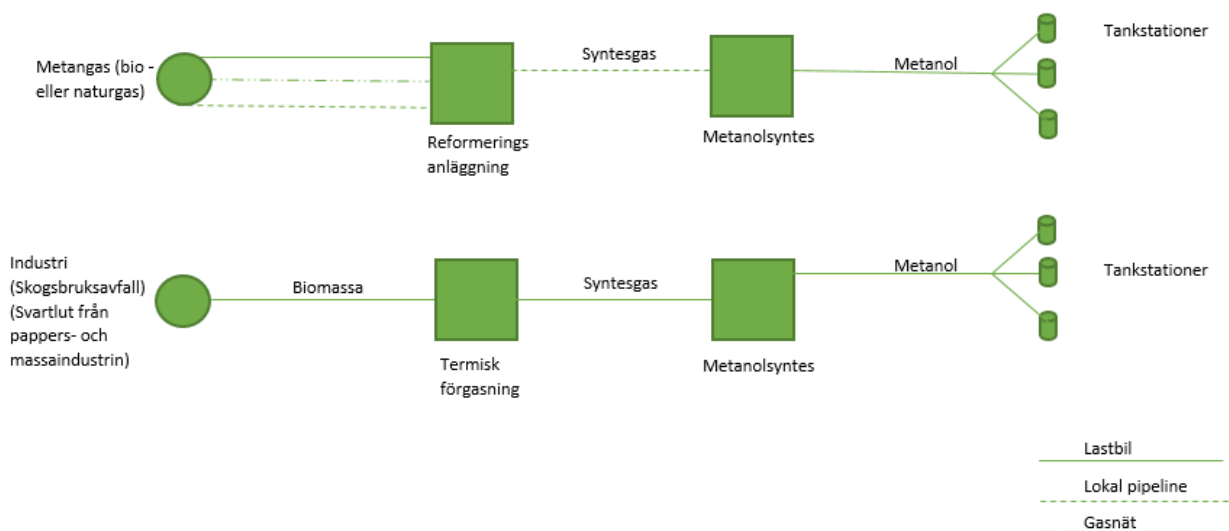 Metangas (bio -
eller naturgas)
Reformerings
anläggning
Syntesgas
Metanolsyntes
Metanol
Tankstationer
Industri
(Skogsbruksavfall)
(Svartlut från
pappers- och
massaindustrin)
Biomassa
Termisk
förgasning
Syntesgas
Metanolsyntes
Metanol
Tankstationer
Lastbil
Lokal pipeline
Gasnät